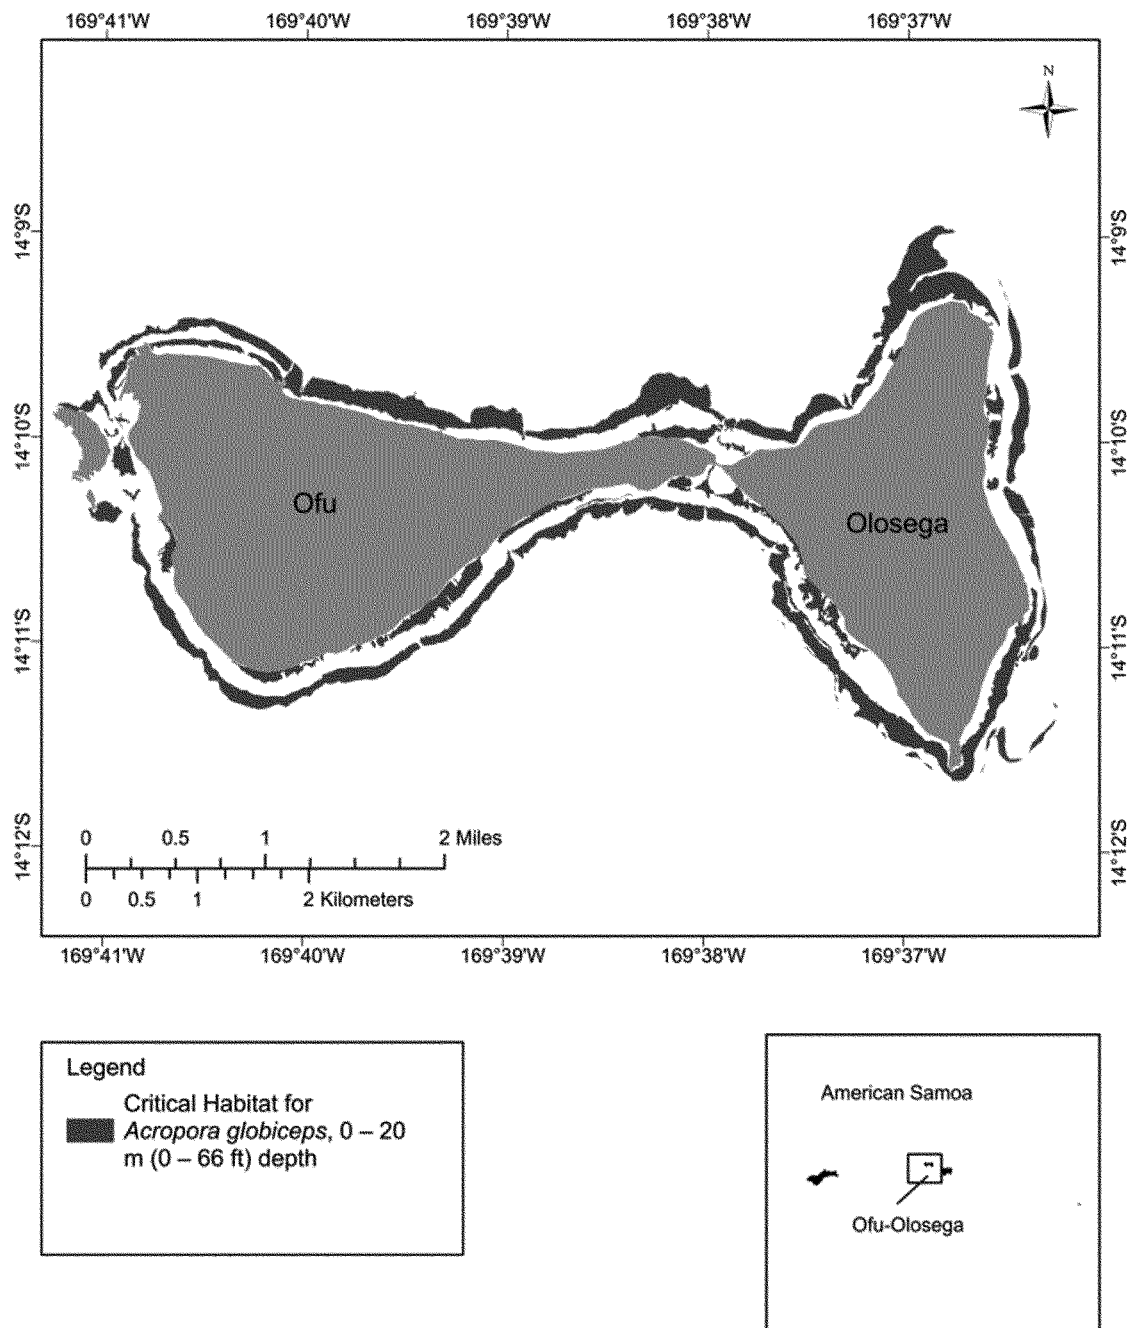 169°41'W 169°40'W 169°39'W 169°38'W 169°37'W
N
14°9'S 14°9'S
14°10'S 14°10'S
Ofu
Olosega
14°11'S 14°11'S
0 0.5 1 2 Miles
0 0.5 1 2 Kilometers
14°12'S 14°12'S
169°41'W 169°40'W 169°39'W 169°38'W 169°37'W
Legend
Critical Habitat for
Acropora globiceps, 0 – 20
m (0 – 66 ft) depth
American Samoa
Ofu-Olosega